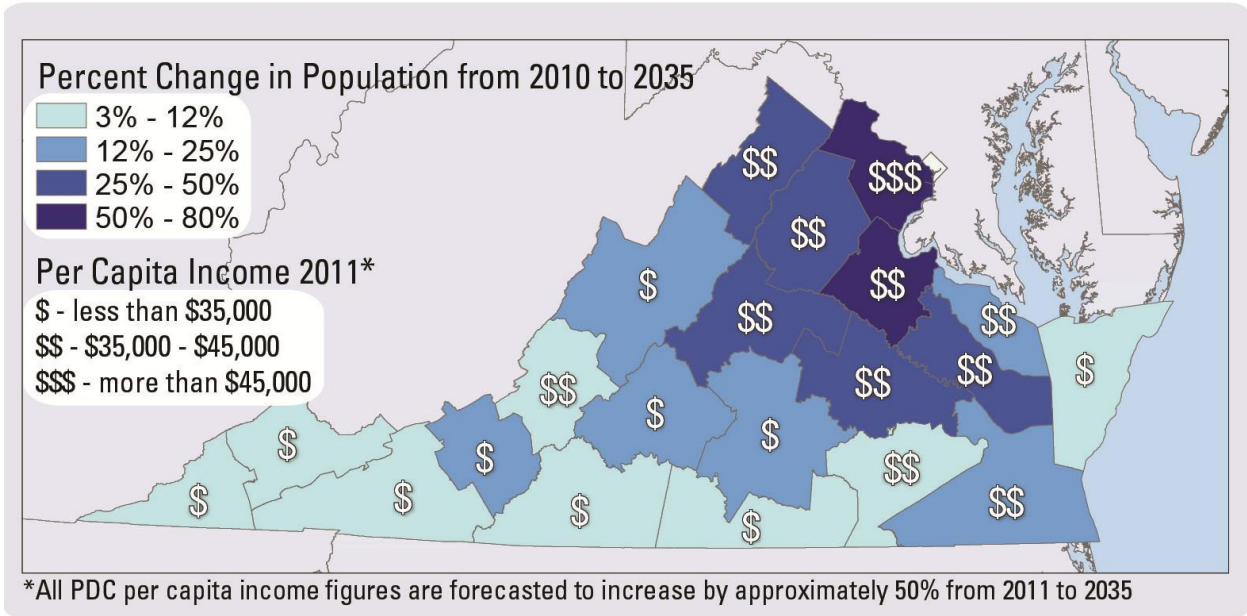 Percent Change in Population from 2010 to 2035
3% - 12%
12% - 25%
25% - 50%
50% - 80%
Per Capita Income 2011*
$ - less than $35,000
$$ - $35,000 - $45,000
$$$ - more than $45,000
$$
$$$
$$
$
$$
$$
$$
$$
$$
$
$$
$$
$
$
$
$
$$
$
$
$
$$
$
$
*All PDC per capita income figures are forecasted to increase by approximately 50% from 2011 to 2035